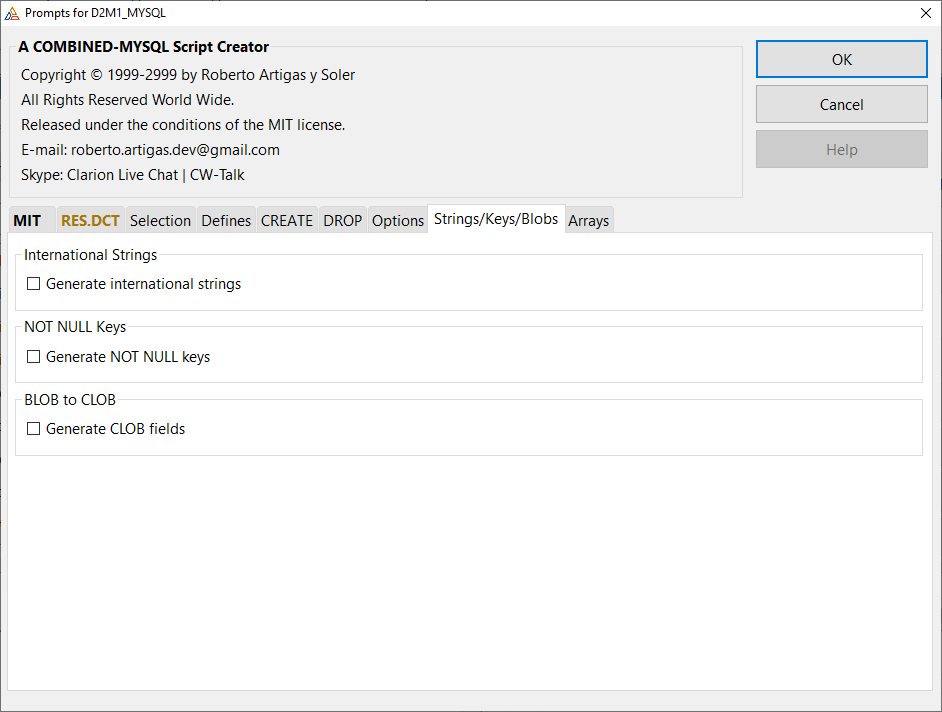 Prompts for D2M1_MYSQL
A COMBINED-MYSQL Script Creator
Copyright © 1999-2999 by Roberto Artigas y Soler
All Rights Reserved World Wide.
Released under the conditions of the MIT license.
E-mail: roberto.artigas.dev@gmail.com
Skype: Clarion Live Chat | CW-Talk
OK
Cancel
Help
MIT RES.DCT Selection Defines CREATE DROP Options Strings/Keys/Blobs Arrays
International Strings
Generate international strings
NOT NULL Keys
Generate NOT NULL keys
BLOB to CLOB
Generate CLOB fields